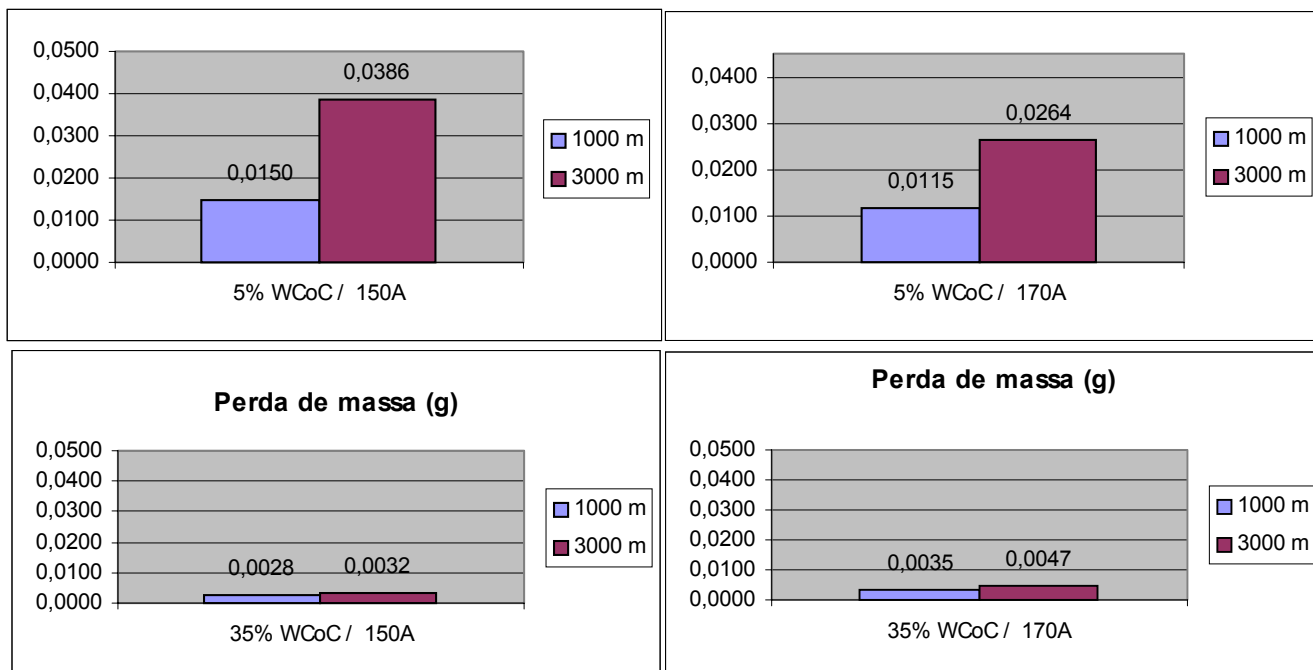 0,0500
0,0400
0,0300
0,0200
0,0100
0,0000
0,0150
0,0386
5% WCoC / 150A
1000 m
3000 m
0,0400
0,0300
0,0200
0,0100
0,0000
0,0115
0,0264
5% WCoC / 170A
1000 m
3000 m
Perda de massa (g)
0,0500
0,0400
0,0300
0,0200
0,0100
0,0000
0,0028
0,0032
35% WCoC / 150A
1000 m
3000 m
Perda de massa (g)
0,0500
0,0400
0,0300
0,0200
0,0100
0,0000
0,0035
0,0047
35% WCoC / 170A
1000 m
3000 m